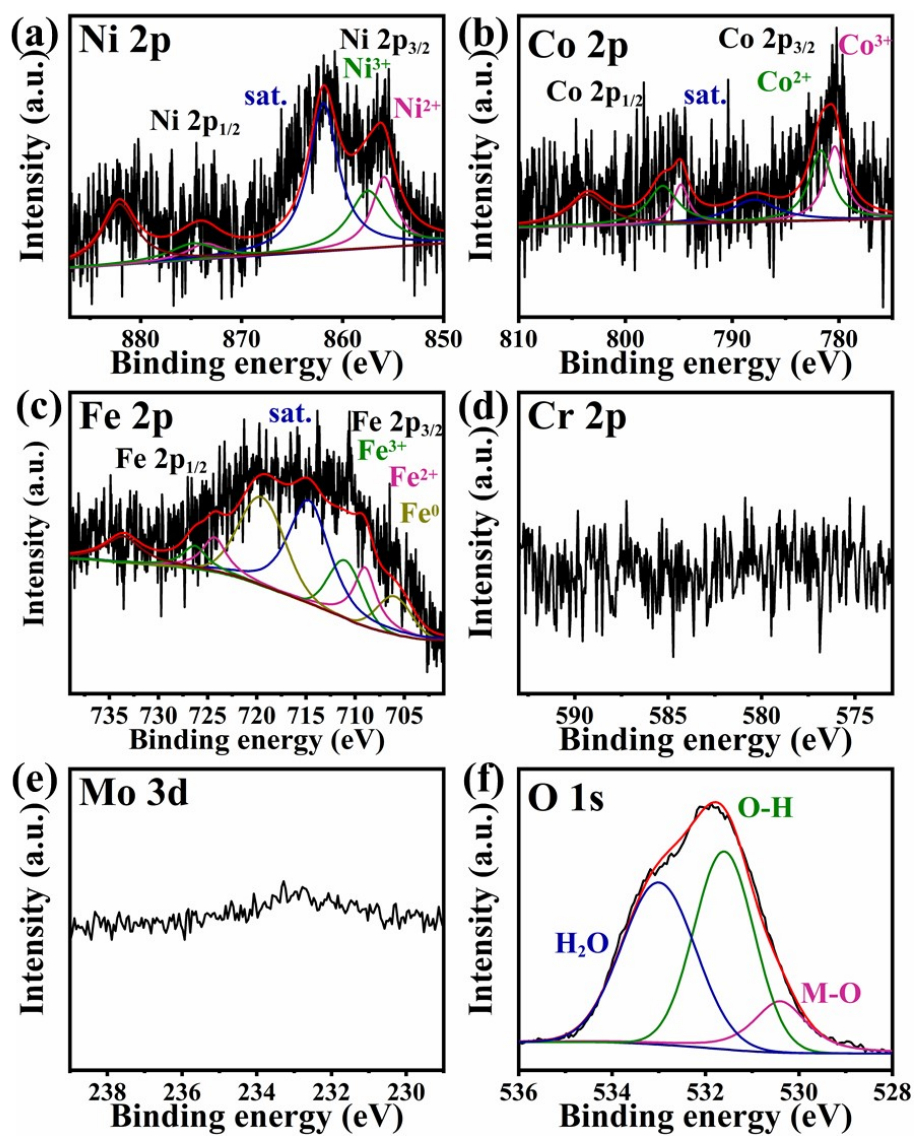 (a) Ni 2p
Ni 2p3/2
Ni3+
sat.
Ni2+
Ni 2p1/2
Intensity (a.u.)
880 870 860 850
Binding energy (eV)
(b) Co 2p
Co 2p3/2
Co3+
Co2+
sat.
Co 2p1/2
Intensity (a.u.)
810 800 790 780
Binding energy (eV)
(c) Fe 2p
sat.
Fe 2p3/2
Fe3+
Fe 2p1/2
Fe2+
Fe0
Intensity (a.u.)
735 730 725 720 715 710 705
Binding energy (eV)
(d) Cr 2p
Intensity (a.u.)
590 585 580 575
Binding energy (eV)
(e) Mo 3d
Intensity (a.u.)
238 236 234 232 230
Binding energy (eV)
(f) O 1s
O-H
H2O
M-O
Intensity (a.u.)
536 534 532 530 528
Binding energy (eV)